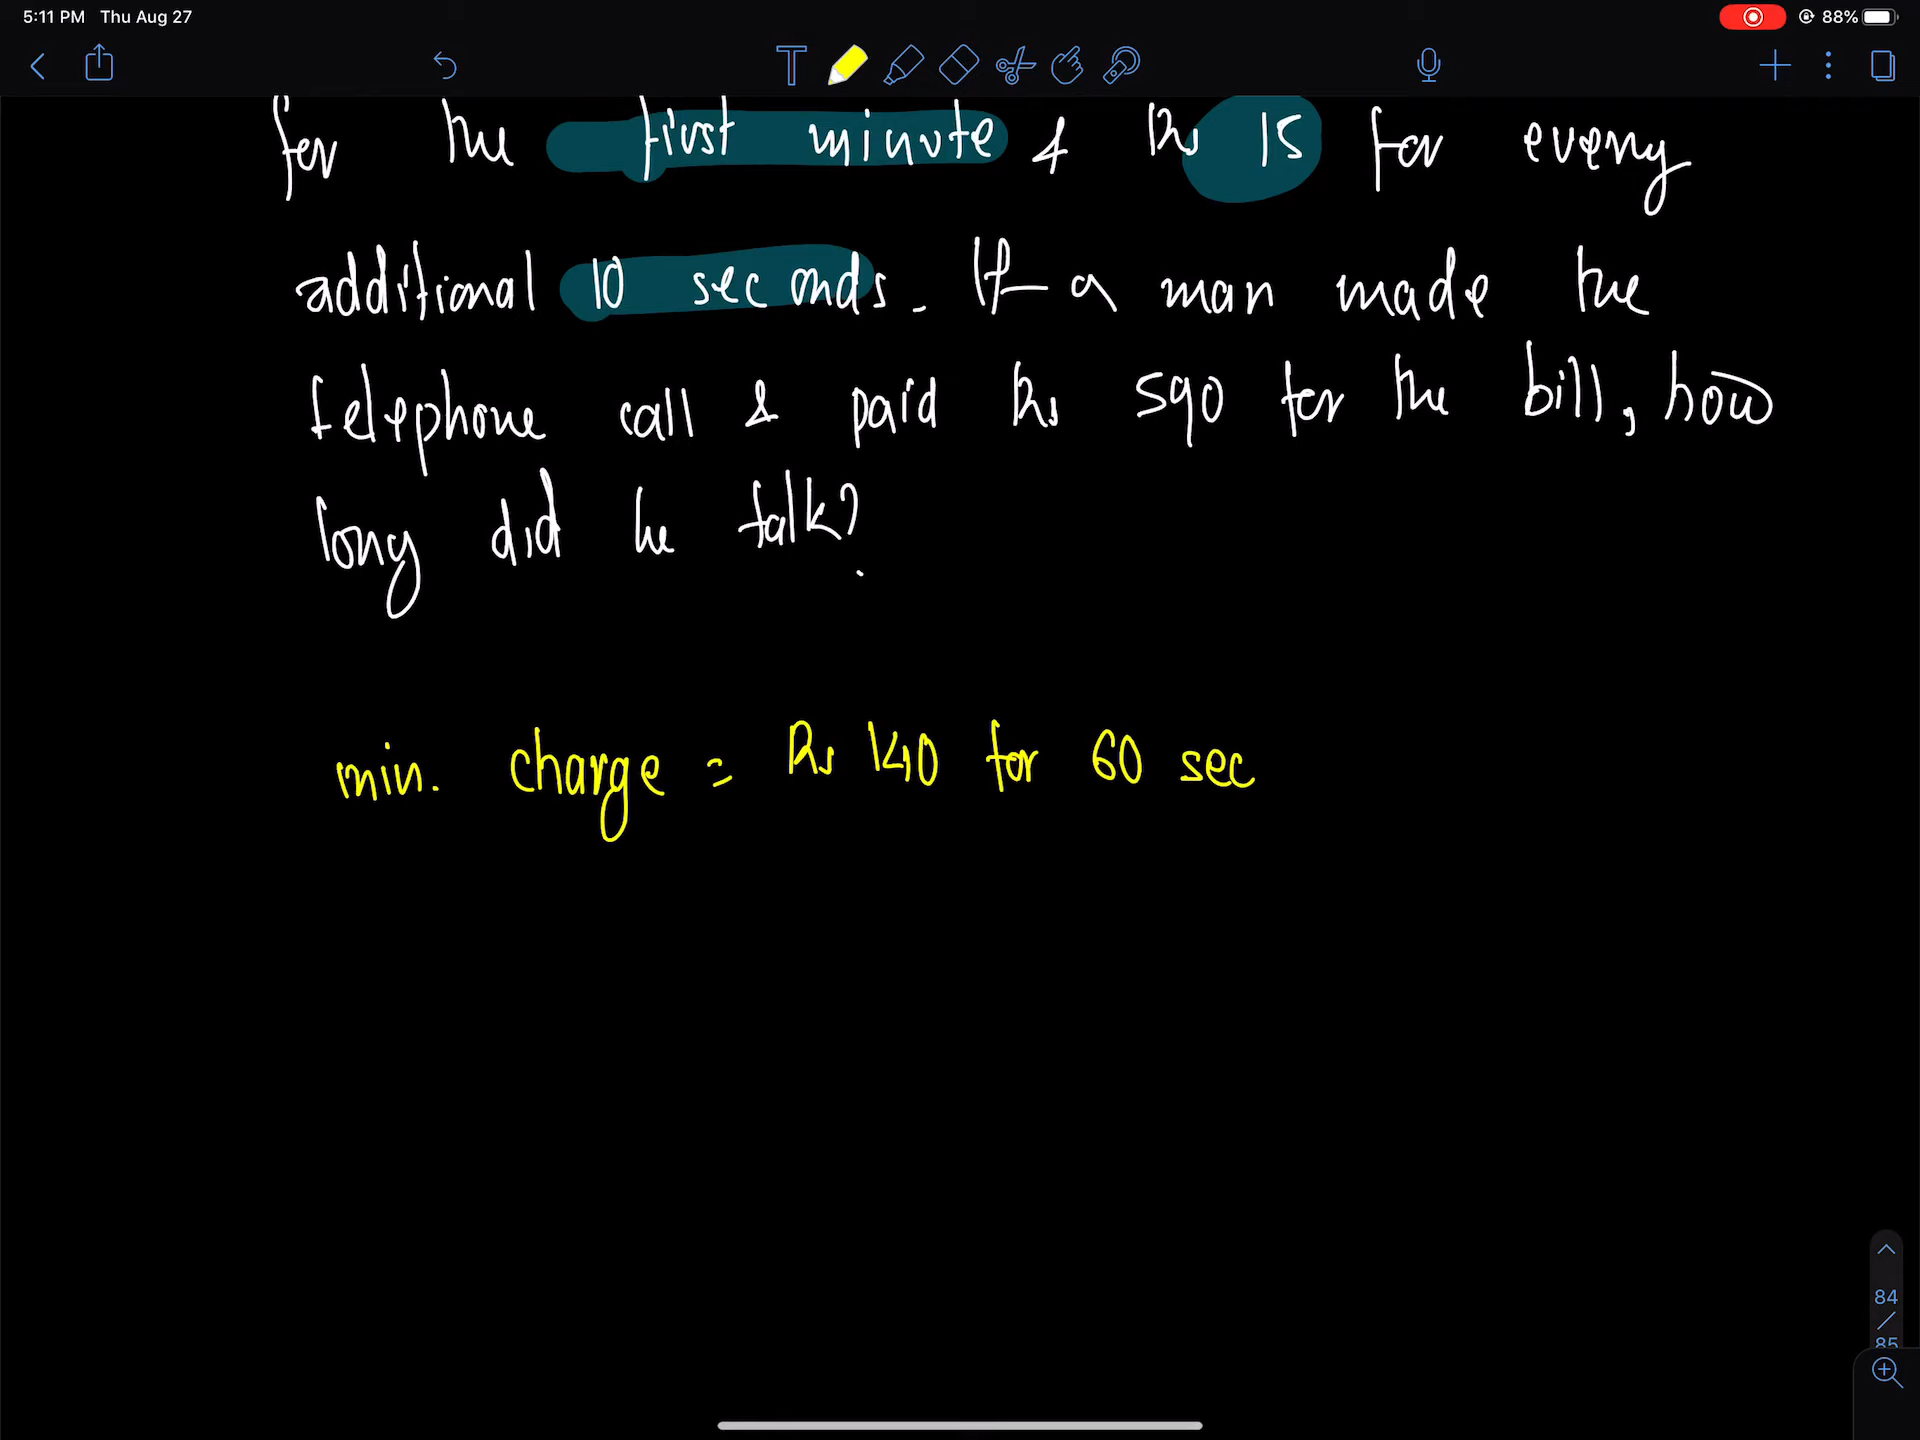 5:11 PM Thu Aug 27
88%
for the first minute & Rs 15 for every
additional 10 seconds. If a man made the
telephone call & paid Rs 590 for the bill, how
long did he talk?
min. charge = Rs 140 for 60 sec
84
/
85